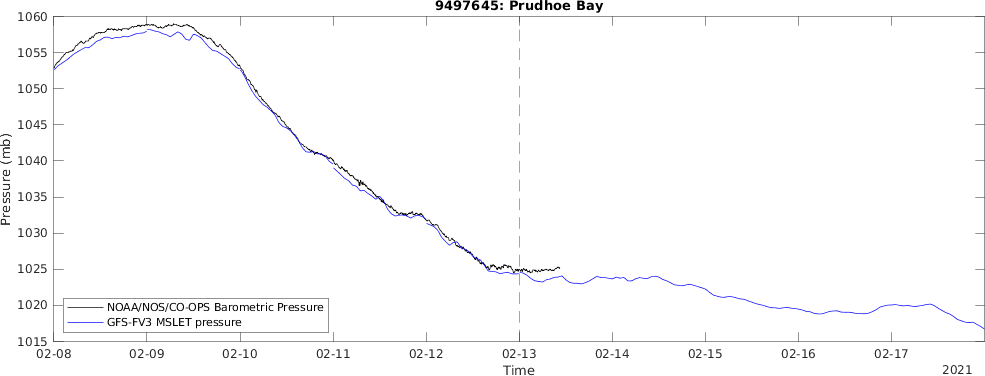 9497645: Prudhoe Bay
1060
1055
1050
1045
1040
1035
1030
1025
1020
1015
Pressure (mb)
NOAA/NOS/CO-OPS Barometric Pressure
GFS-FV3 MSLET pressure
02-08 02-09 02-10 02-11 02-12 02-13 02-14 02-15 02-16 02-17
Time
2021